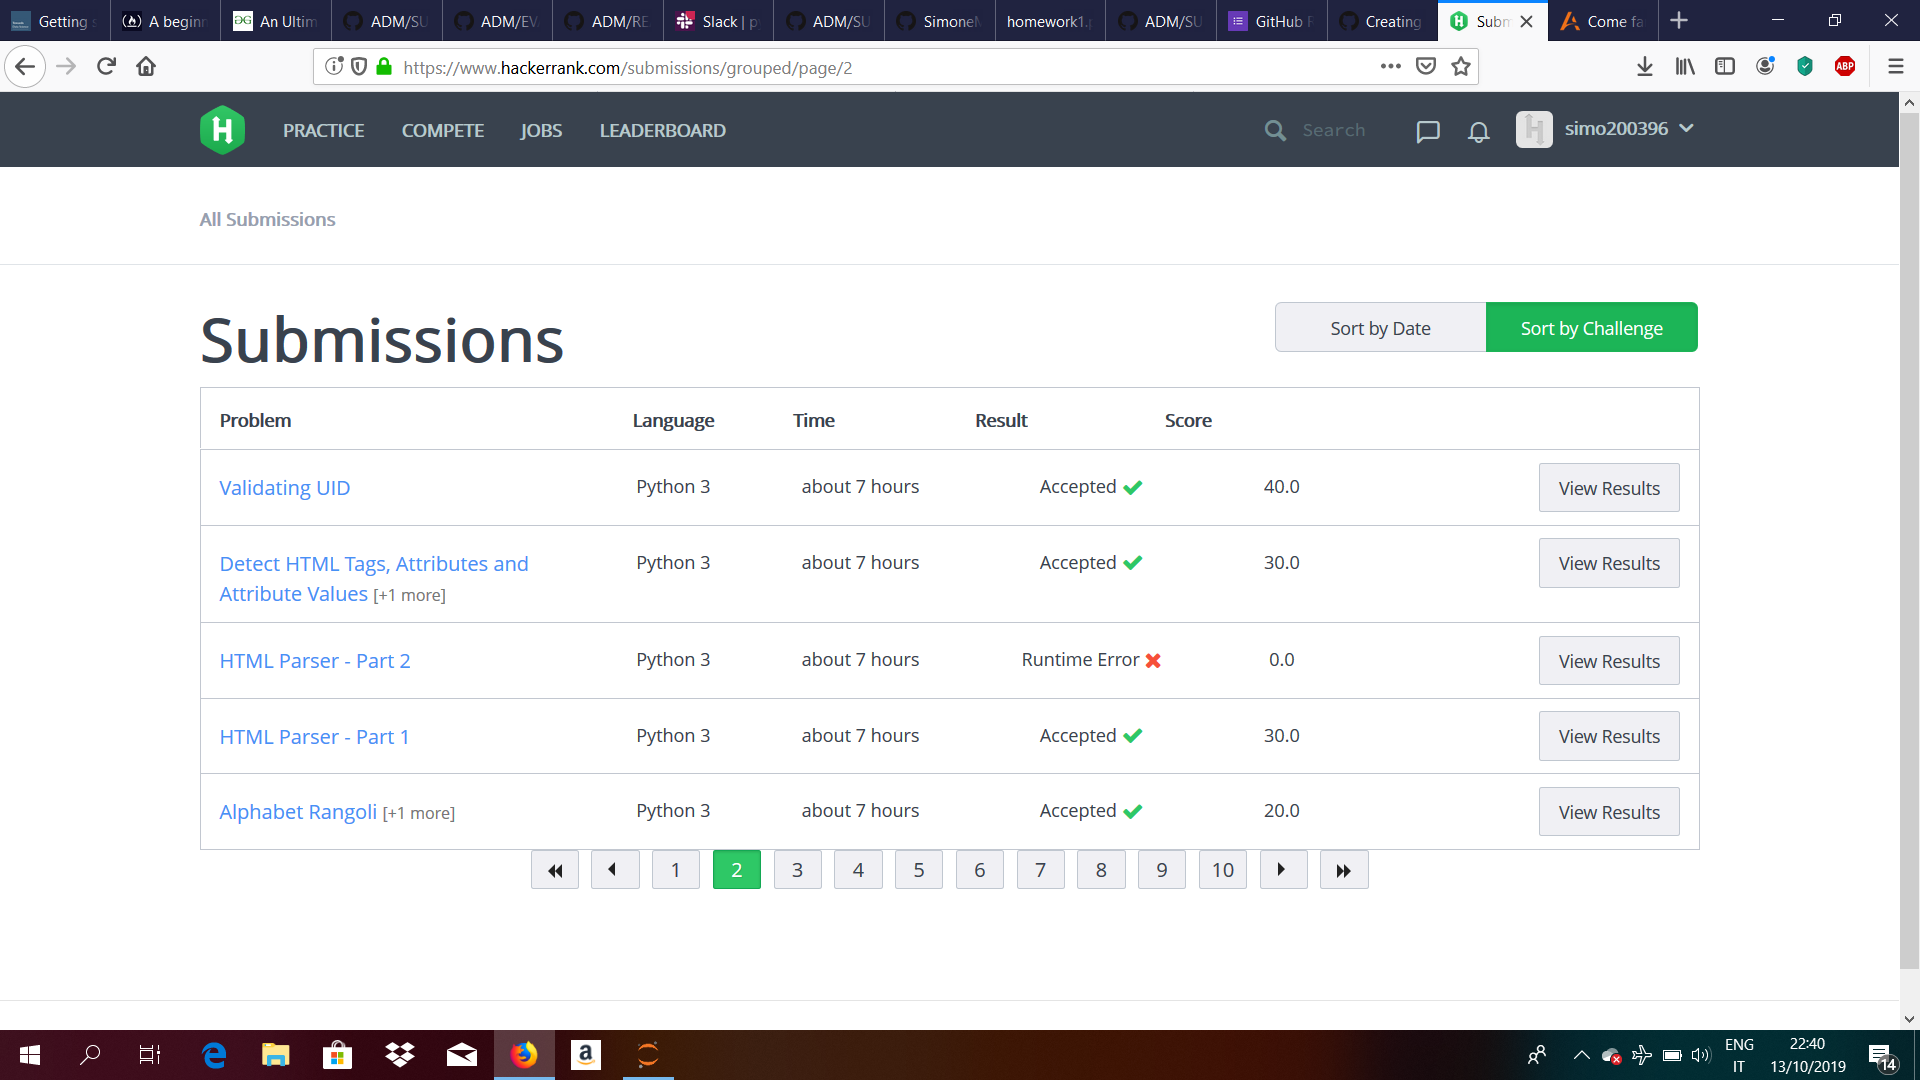 Getting A begin An Ultim ADM/SU ADM/EV ADM/RE Slack | p ADM/SU Simone homework1. ADM/SU GitHub Creating Subm Come fa
https://www.hackerrank.com/submissions/grouped/page/2
ABP
PRACTICE COMPETE JOBS LEADERBOARD Search simo200396
All Submissions
Submissions
Sort by Date Sort by Challenge
Problem Language Time Result Score
Validating UID Python 3 about 7 hours Accepted 40.0 View Results
Detect HTML Tags, Attributes and
Attribute Values [+1 more] Python 3 about 7 hours Accepted 30.0 View Results
HTML Parser - Part 2 Python 3 about 7 hours Runtime Error 0.0 View Results
HTML Parser - Part 1 Python 3 about 7 hours Accepted 30.0 View Results
Alphabet Rangoli [+1 more] Python 3 about 7 hours Accepted 20.0 View Results
1 2 3 4 5 6 7 8 9 10
ENG 22:40
IT 13/10/2019 14